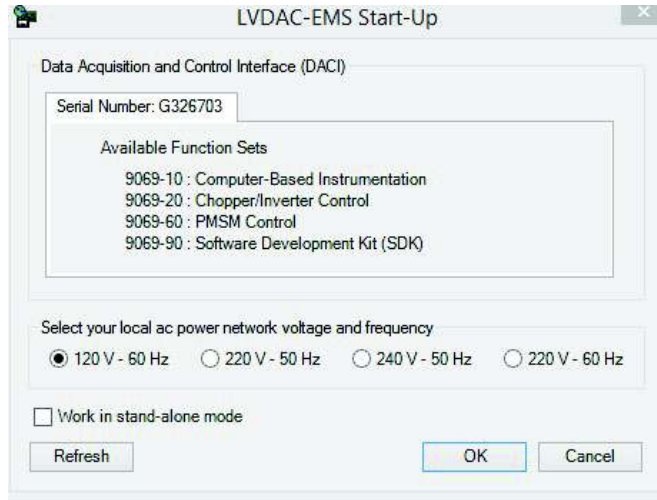 LVDAC-EMS Start-Up
Data Acquisition and Control Interface (DACI)
Serial Number: G326703
Available Function Sets
9069-10 : Computer-Based Instrumentation
9069-20 : Chopper/Inverter Control
9069-60 : PMSM Control
9069-90 : Software Development Kit (SDK)
Select your local ac power network voltage and frequency
120 V - 60 Hz 220 V - 50 Hz 240 V - 50 Hz 220 V - 60 Hz
Work in stand-alone mode
Refresh OK Cancel